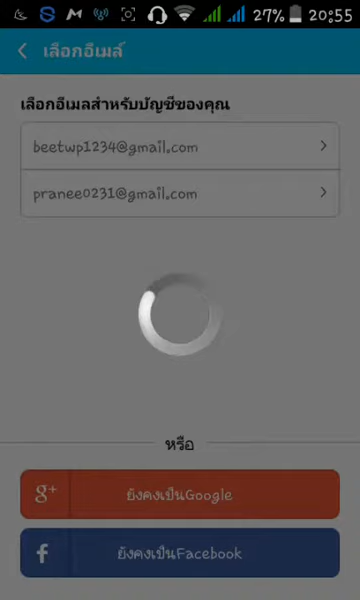 27% 20:55
เลือกอีเมล์
เลือกอีเมลสำหรับบัญชีของคุณ
beetwp1234@gmail.com
pranee0231@gmail.com
หรือ
g+ ยังคงเป็นGoogle
f ยังคงเป็นFacebook